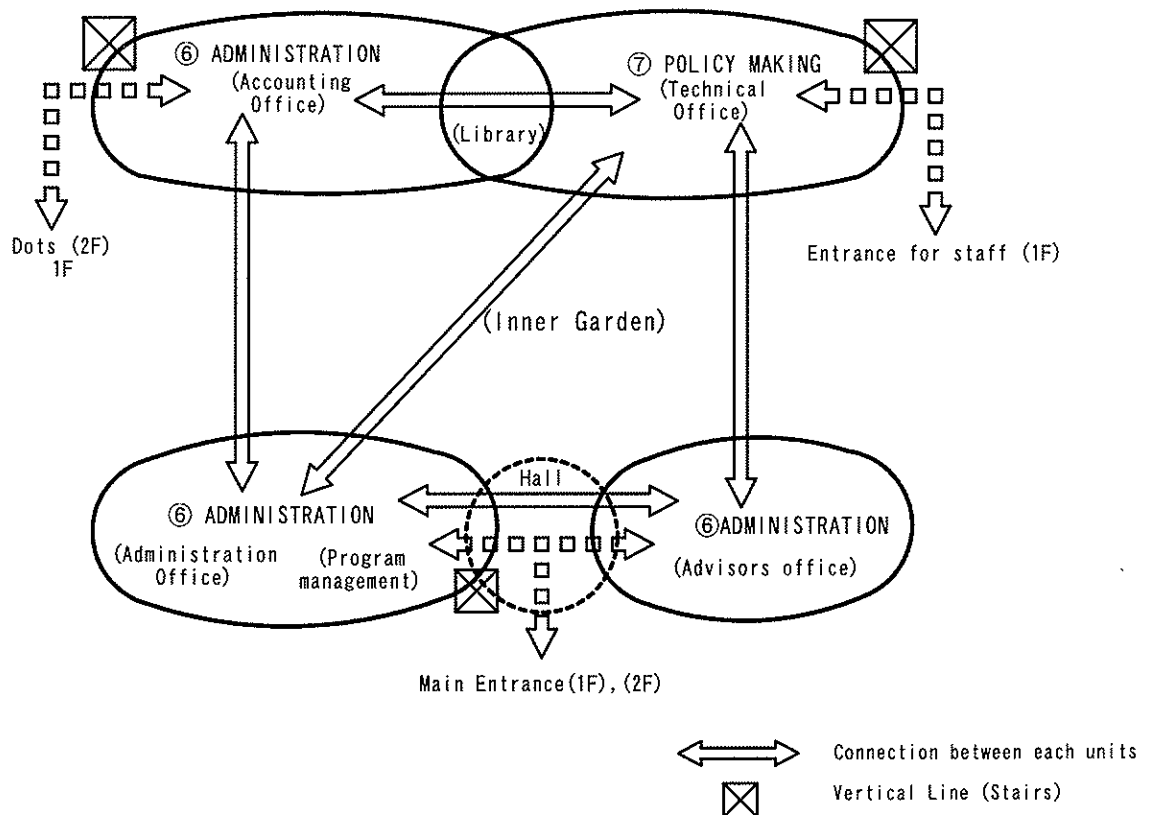 ⑥ ADMINISTRATION
(Accounting
Office)
⑦ POLICY MAKING
(Technical
Office)
(Library)
Dots (2F)
1F
Entrance for staff (1F)
(Inner Garden)
Hall
⑥ ADMINISTRATION
(Administration
Office)
(Program
management)
⑥ADMINISTRATION
(Advisors office)
Main Entrance(1F),(2F)
Connection between each units
Vertical Line (Stairs)